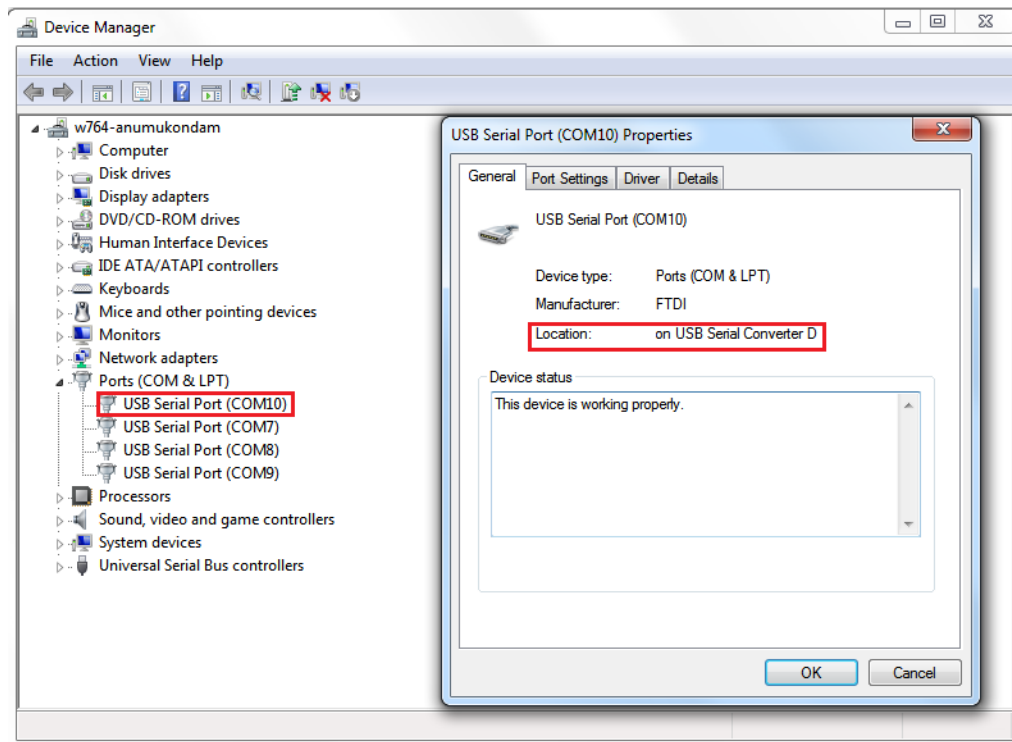 Device Manager
File Action View Help
w764-anumukondam
Computer
Disk drives
Display adapters
DVD/CD-ROM drives
Human Interface Devices
IDE ATA/ATAPI controllers
Keyboards
Mice and other pointing devices
Monitors
Network adapters
Ports (COM & LPT)
USB Serial Port (COM10)
USB Serial Port (COM7)
USB Serial Port (COM8)
USB Serial Port (COM9)
Processors
Sound, video and game controllers
System devices
Universal Serial Bus controllers
USB Serial Port (COM10) Properties
General Port Settings Driver Details
USB Serial Port (COM10)
Device type: Ports (COM & LPT)
Manufacturer: FTDI
Location: on USB Serial Converter D
Device status
This device is working properly.
OK Cancel